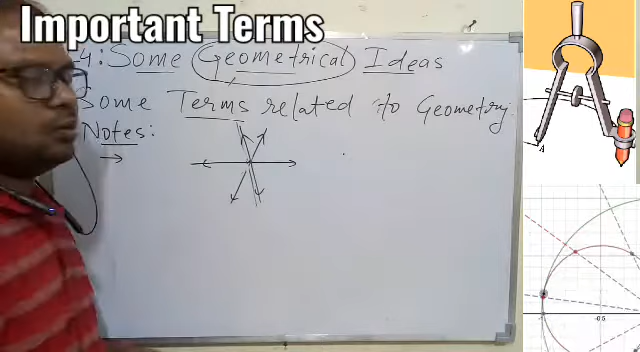 Important Terms
4: Some Geometrical Ideas
Some Terms related to Geometry
Notes:
A
-0.5